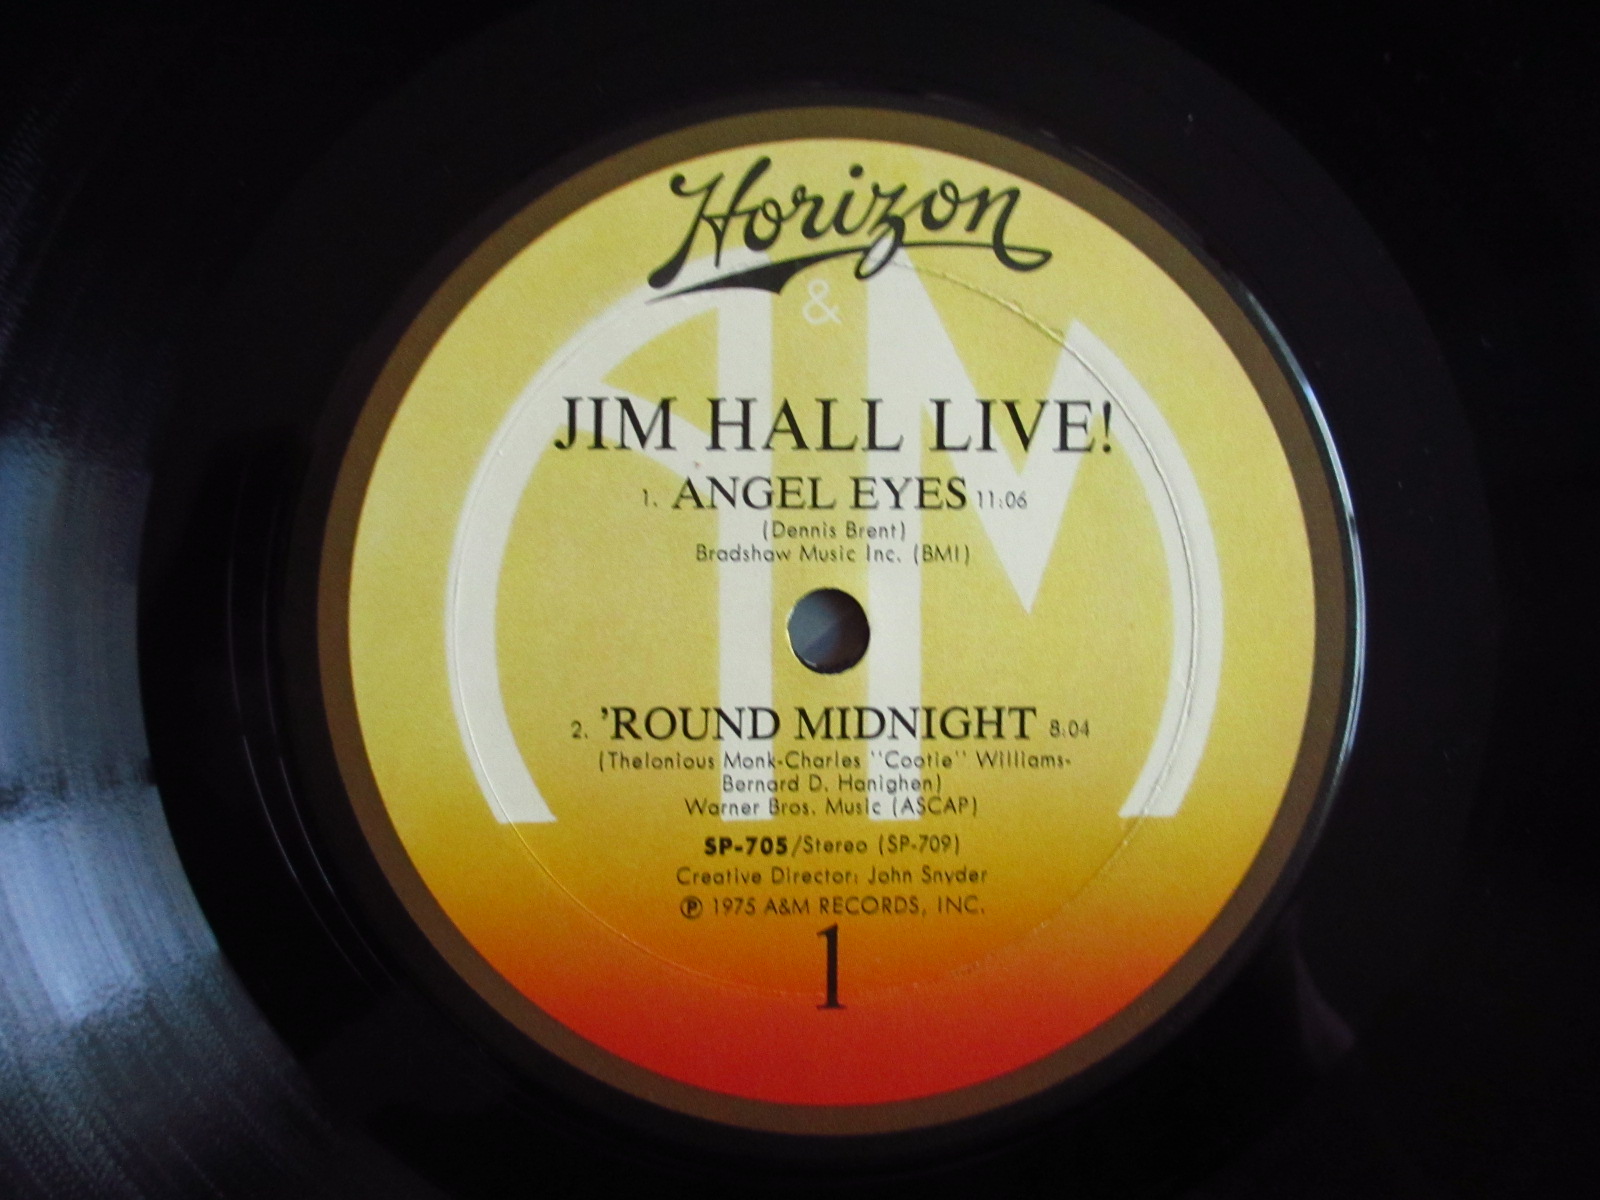 Horizon
A&M
JIM HALL LIVE!
1. ANGEL EYES 11:06
(Dennis Brent)
Bradshaw Music Inc. (BMI)
2. 'ROUND MIDNIGHT 8:04
(Thelonious Monk-Charles "Cootie" Williams-
Bernard D. Hanighen)
Warner Bros. Music (ASCAP)
SP-705/Stereo (SP-709)
Creative Director: John Snyder
℗ 1975 A&M RECORDS, INC.
1